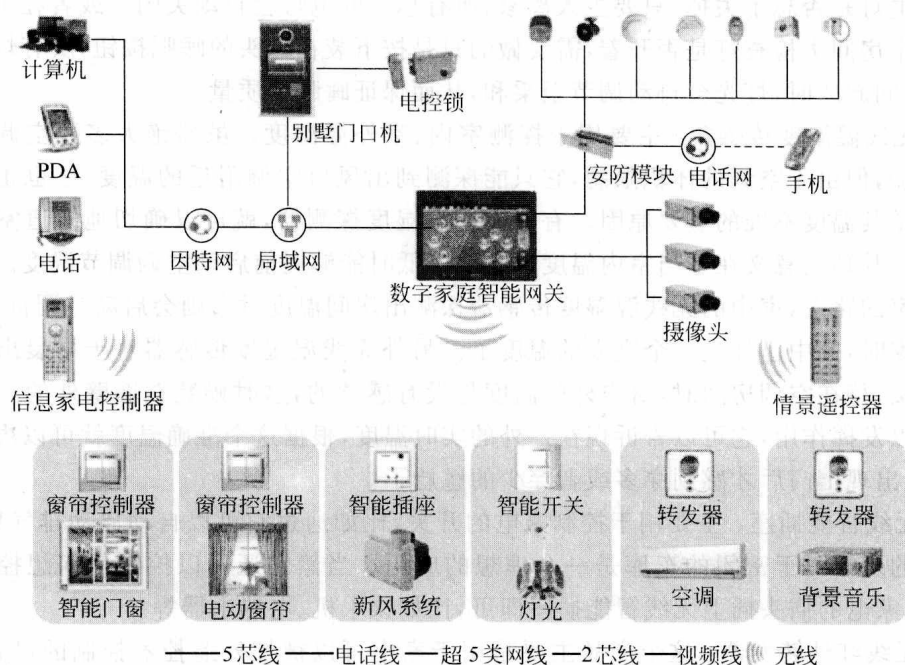 计算机
别墅门口机
电控锁
PDA
安防模块
电话网
手机
电话
因特网
局域网
数字家庭智能网关
摄像头
信息家电控制器
情景遥控器
窗帘控制器
窗帘控制器
智能插座
智能开关
转发器
转发器
智能门窗
电动窗帘
新风系统
灯光
空调
背景音乐
5芯线
电话线
超5类网线
2芯线
视频线
无线